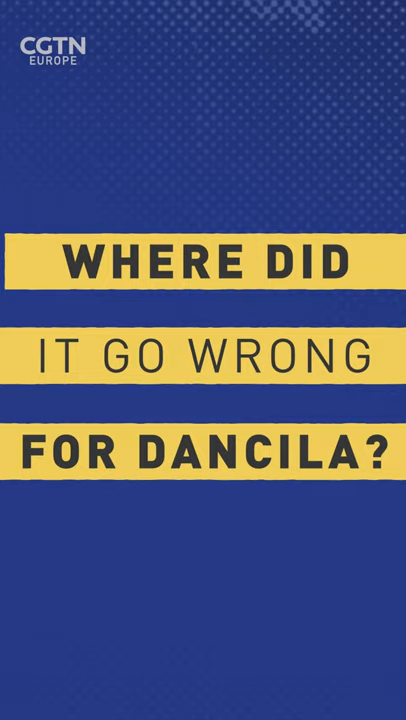 CGTN
EUROPE
WHERE DID
IT GO WRONG
FOR DANCILA?